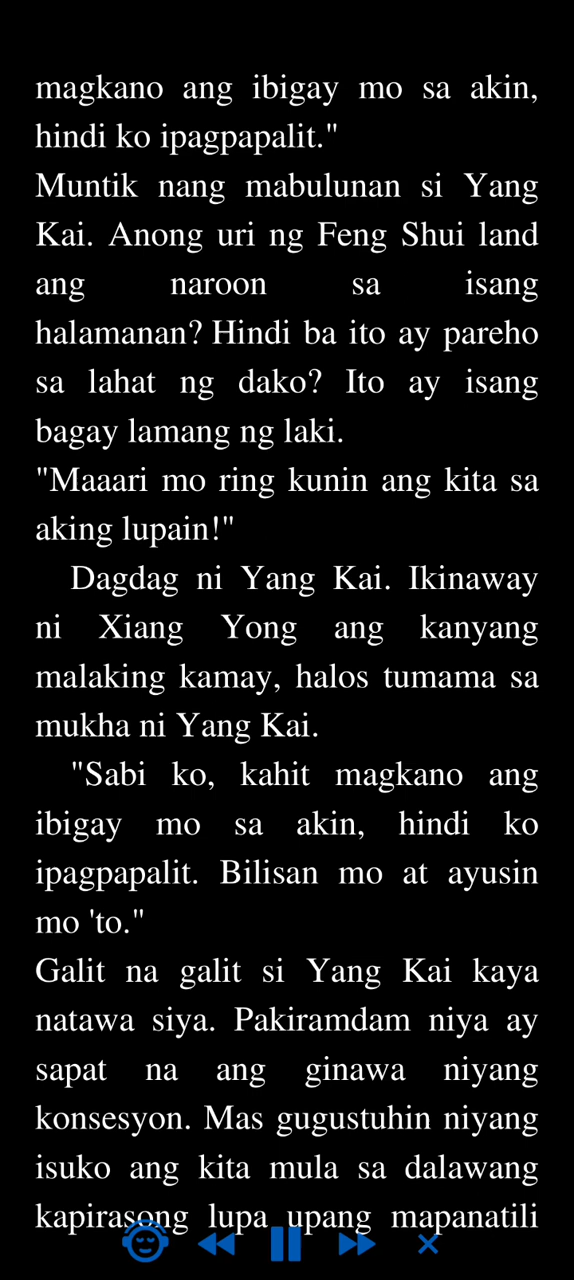 magkano ang ibigay mo sa akin,
hindi ko ipagpapalit."
Muntik nang mabulunan si Yang
Kai. Anong uri ng Feng Shui land
ang naroon sa isang
halamanan? Hindi ba ito ay pareho
sa lahat ng dako? Ito ay isang
bagay lamang ng laki.
"Maaari mo ring kunin ang kita sa
aking lupain!"
Dagdag ni Yang Kai. Ikinaway
ni Xiang Yong ang kanyang
malaking kamay, halos tumama sa
mukha ni Yang Kai.
"Sabi ko, kahit magkano ang
ibigay mo sa akin, hindi ko
ipagpapalit. Bilisan mo at ayusin
mo 'to."
Galit na galit si Yang Kai kaya
natawa siya. Pakiramdam niya ay
sapat na ang ginawa niyang
konsesyon. Mas gugustuhin niyang
isuko ang kita mula sa dalawang
kapirasong lupa upang mapanatili